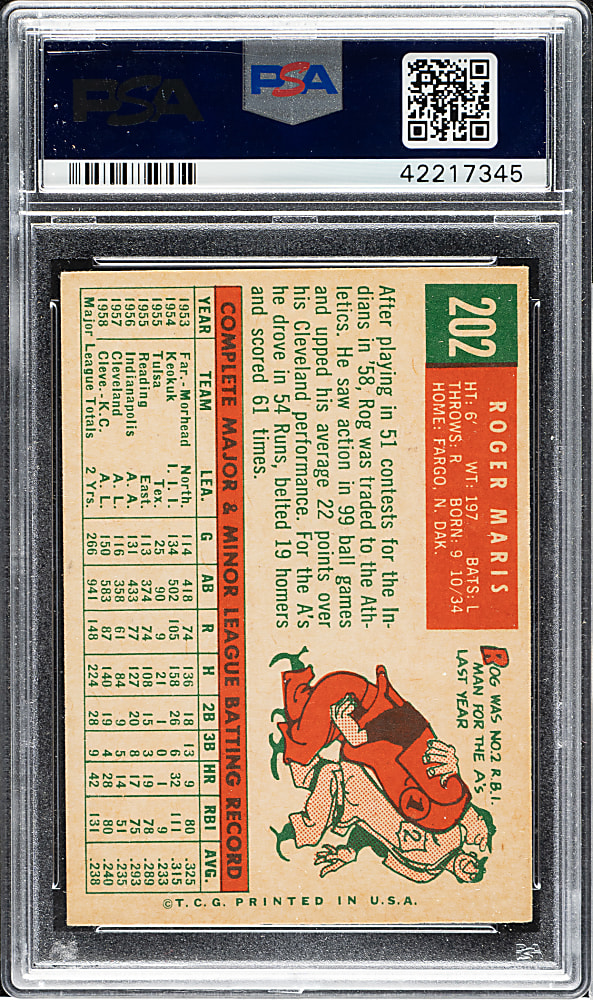 PSA
PSA
42217345
202
ROGER MARIS
HT: 6' WT: 197 BATS: L
THROWS: R BORN: 9 10/34
HOME: FARGO, N. DAK.
After playing in 51 contests for the In-
dians in '58, Rog was traded to the Ath-
letics. He saw action in 99 ball games
and upped his average 22 points over
his Cleveland performance. For the A's
he drove in 54 Runs, belted 19 homers
and scored 61 times.
ROG WAS NO.2 R.B.I.
MAN FOR THE A'S
LAST YEAR
1
2
COMPLETE MAJOR & MINOR LEAGUE BATTING RECORD
YEAR TEAM LEA. G AB R H 2B 3B HR RBI AVG.
1953 Far.-Morhead North. 114 418 74 136 18 13 9 80 .325
1954 Keokuk I. I. I. 134 502 105 158 26 6 32 111 .315
1955 Tulsa Tex. 25 90 9 21 1 0 1 9 .233
1955 Reading East. 113 374 74 108 15 3 19 78 .289
1956 Indianapolis A. A. 131 433 77 127 20 8 17 75 .293
1957 Cleveland A. L. 116 358 61 84 9 5 14 51 .235
1958 Cleve.-K.C. A. L. 150 583 87 140 19 4 28 80 .240
Major League Totals 2 Yrs. 266 941 148 224 28 9 42 131 .238
©T.C.G. PRINTED IN U.S.A.